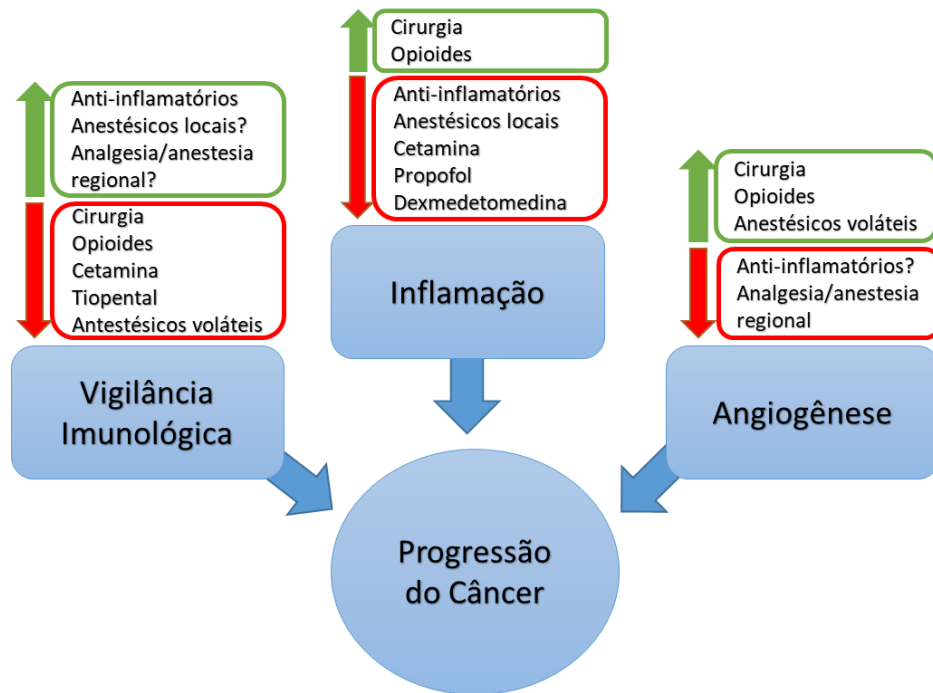 Anti-inflamatórios
Anestésicos locais?
Analgesia/anestesia
regional?
Cirurgia
Opioides
Cetamina
Tiopental
Antestésicos voláteis
Vigilância
Imunológica
Cirurgia
Opioides
Anti-inflamatórios
Anestésicos locais
Cetamina
Propofol
Dexmedetomedina
Inflamação
Cirurgia
Opioides
Anestésicos voláteis
Anti-inflamatórios?
Analgesia/anestesia
regional
Angiogênese
Progressão
do Câncer